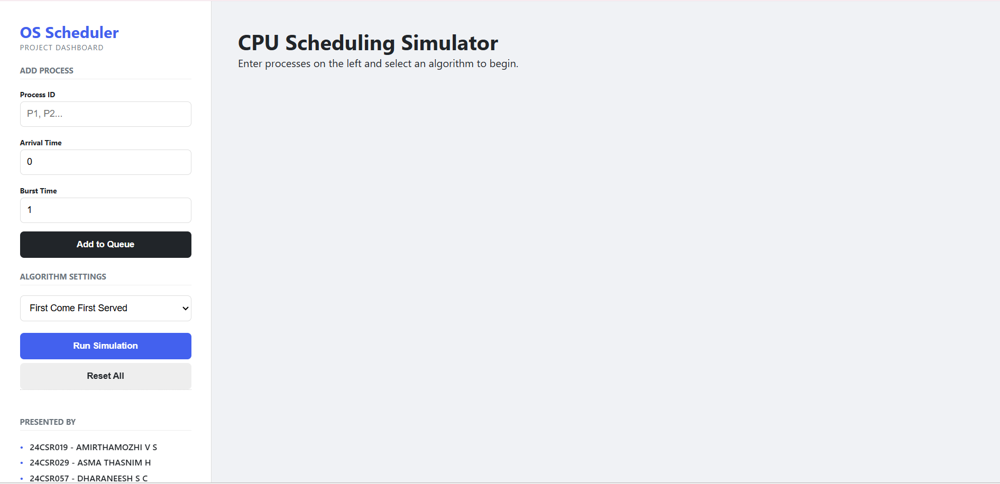 OS Scheduler
PROJECT DASHBOARD
ADD PROCESS
Process ID
P1, P2...
Arrival Time
0
Burst Time
1
Add to Queue
ALGORITHM SETTINGS
First Come First Served
Run Simulation
Reset All
PRESENTED BY
• 24CSR019 - AMIRTHAMOZHI V S
• 24CSR029 - ASMA THASNIM H
• 24CSR057 - DHARANEESH S C
CPU Scheduling Simulator
Enter processes on the left and select an algorithm to begin.